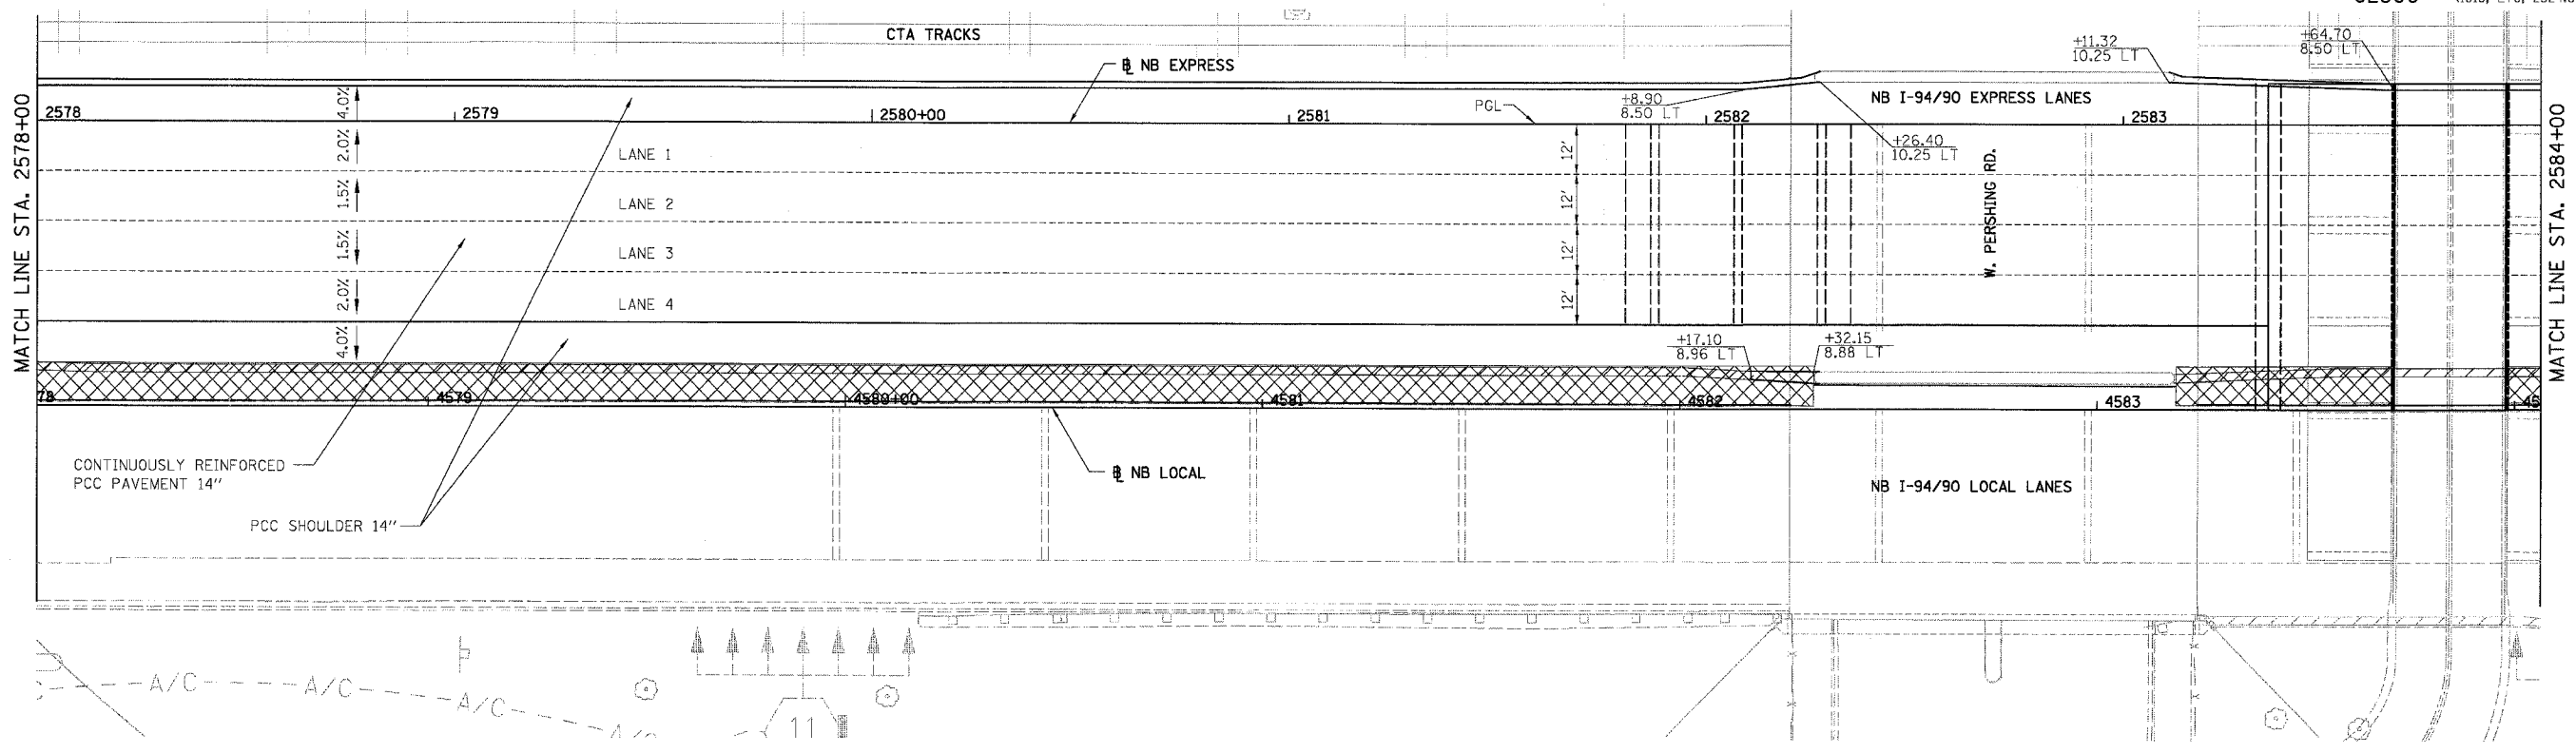 CTA TRACKS
+64.70
8.50 LT
+11.32
10.25 LT
℄ NB EXPRESS
MATCH LINE STA. 2578+00
4.0%
2578
2579
2580+00
2581
PGL
+8.90
8.50 LT
2582
NB I-94/90 EXPRESS LANES
2583
+26.40
10.25 LT
MATCH LINE STA. 2584+00
2.0%
LANE 1
12'
W. PERSHING RD.
1.5%
LANE 2
12'
1.5%
LANE 3
12'
2.0%
LANE 4
12'
4.0%
+17.10
8.96 LT
+32.15
8.88 LT
78
4579
4580+00
4581
4582
4583
CONTINUOUSLY REINFORCED
PCC PAVEMENT 14"
℄ NB LOCAL
NB I-94/90 LOCAL LANES
PCC SHOULDER 14"
A/C
A/C
A/C
11